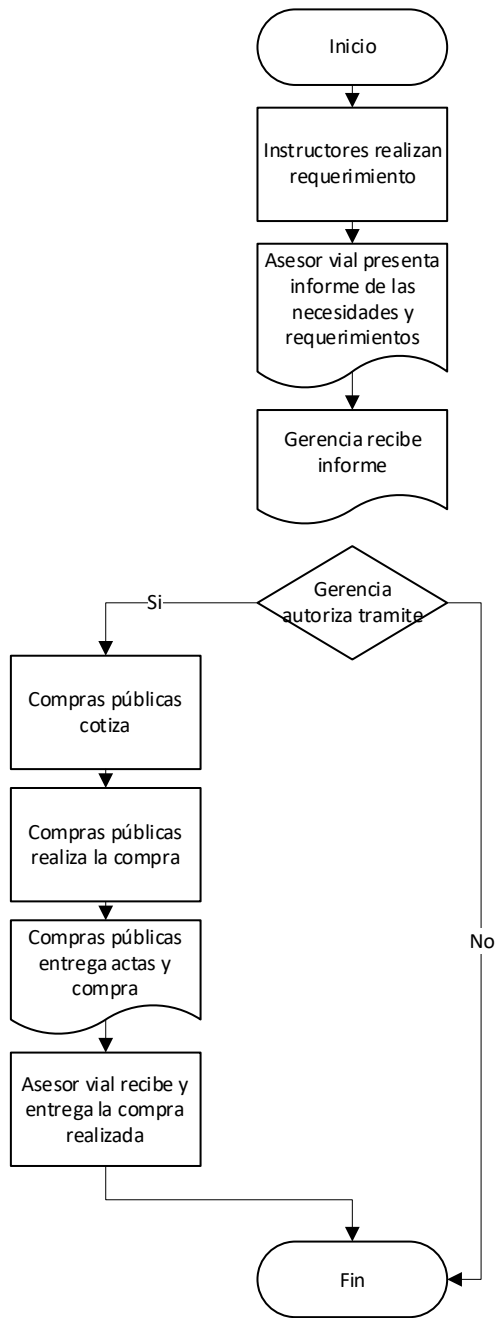 Inicio
Instructores realizan
requerimiento
Asesor vial presenta
informe de las
necesidades y
requerimientos
Gerencia recibe
informe
Gerencia
autoriza tramite
Si
Compras públicas
cotiza
Compras públicas
realiza la compra
Compras públicas
entrega actas y
compra
No
Asesor vial recibe y
entrega la compra
realizada
Fin